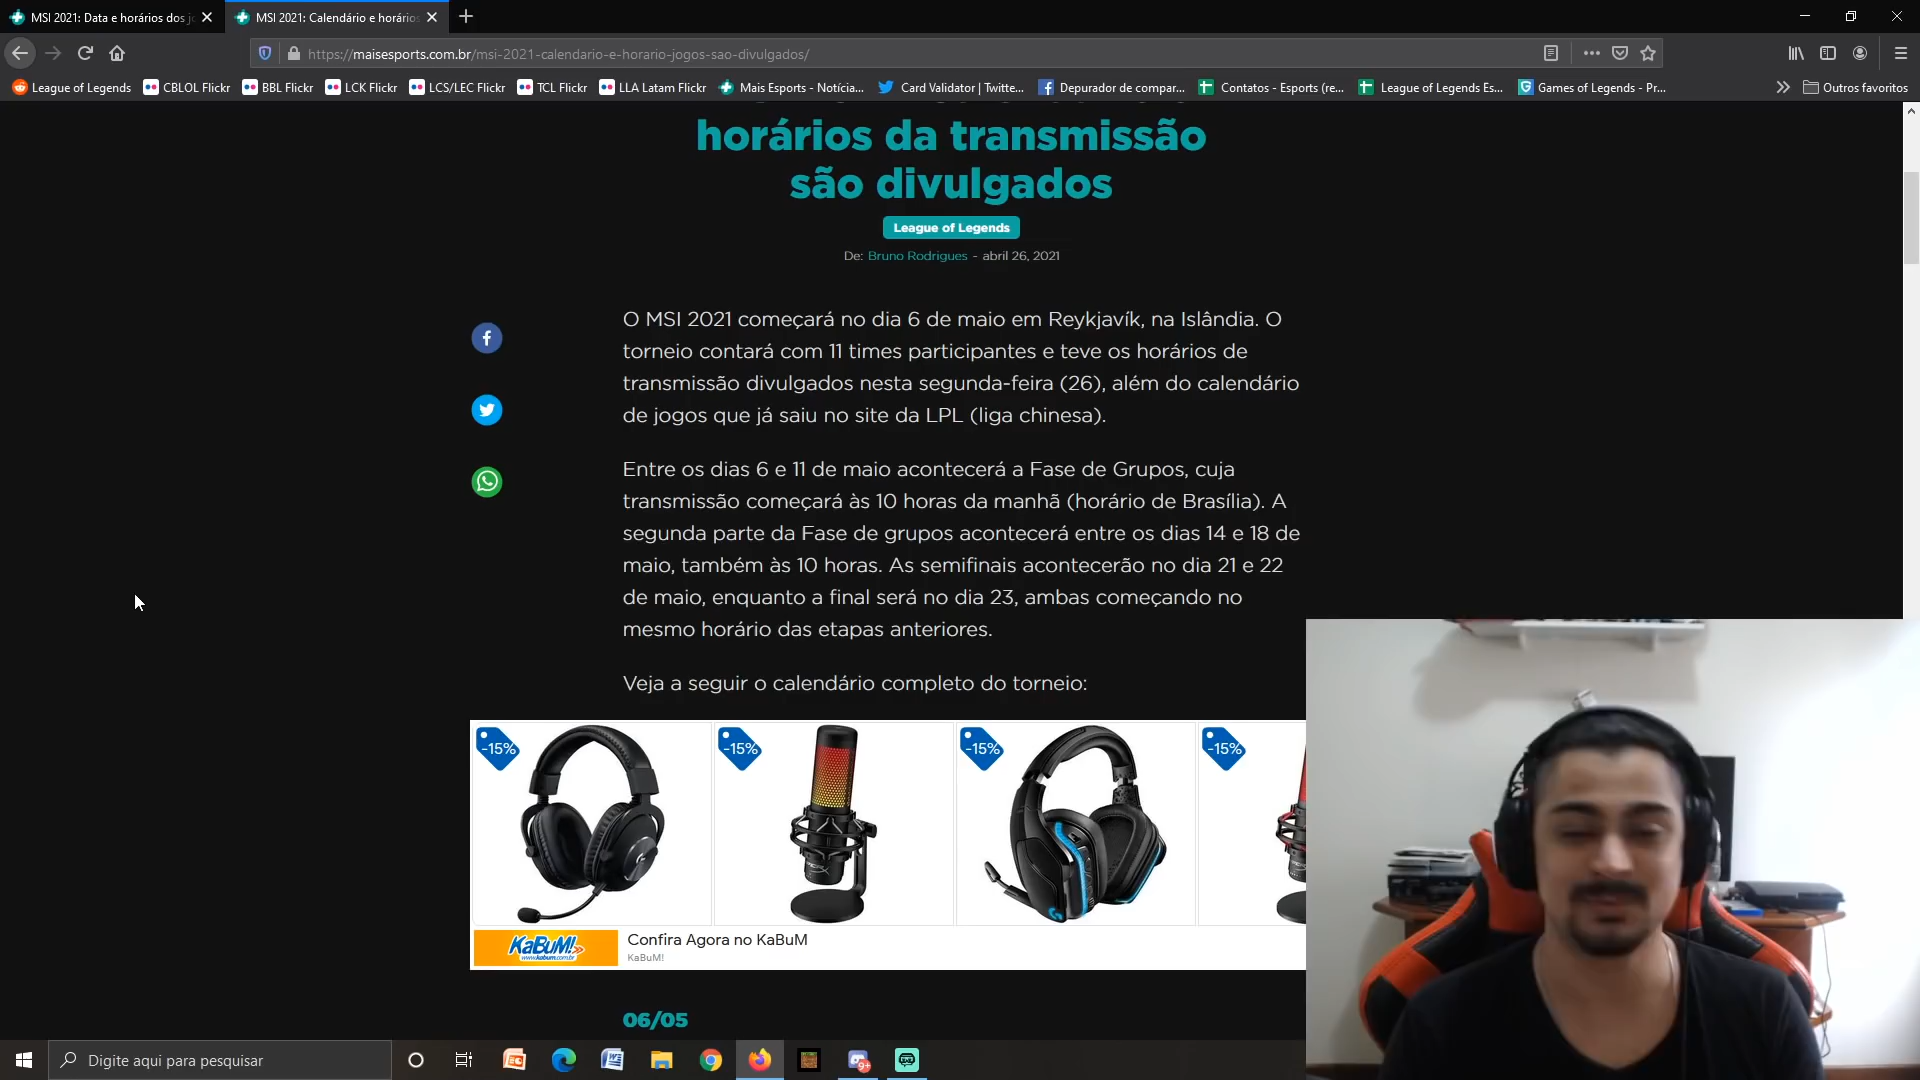 MSI 2021: Data e horários dos j
MSI 2021: Calendário e horários
https://maisesports.com.br/msi-2021-calendario-e-horario-jogos-sao-divulgados/
League of Legends
CBLOL Flickr
BBL Flickr
LCK Flickr
LCS/LEC Flickr
TCL Flickr
LLA Latam Flickr
Mais Esports - Notícia...
Card Validator | Twitte...
Depurador de compar...
Contatos - Esports (re...
League of Legends Es...
Games of Legends - Pr...
Outros favoritos
horários da transmissão
são divulgados
League of Legends
De: Bruno Rodrigues - abril 26, 2021
O MSI 2021 começará no dia 6 de maio em Reykjavík, na Islândia. O
torneio contará com 11 times participantes e teve os horários de
transmissão divulgados nesta segunda-feira (26), além do calendário
de jogos que já saiu no site da LPL (liga chinesa).
Entre os dias 6 e 11 de maio acontecerá a Fase de Grupos, cuja
transmissão começará às 10 horas da manhã (horário de Brasília). A
segunda parte da Fase de grupos acontecerá entre os dias 14 e 18 de
maio, também às 10 horas. As semifinais acontecerão no dia 21 e 22
de maio, enquanto a final será no dia 23, ambas começando no
mesmo horário das etapas anteriores.
Veja a seguir o calendário completo do torneio:
-15%
-15%
-15%
-15%
KaBuM!
www.kabum.com.br
Confira Agora no KaBuM
KaBuM!
06/05
Digite aqui para pesquisar
9+